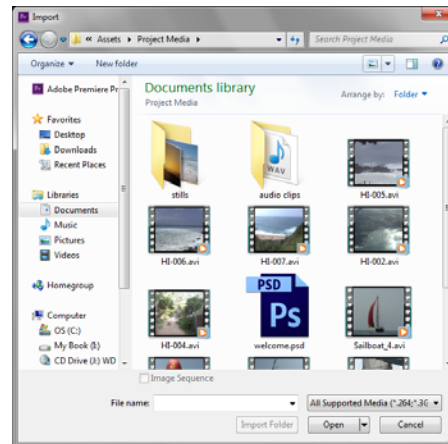 Import
« Assets ▸ Project Media ▸
Search Project Media
Organize ▾ New folder
Adobe Premiere Pr
Favorites
Desktop
Downloads
Recent Places
Libraries
Documents
Music
Pictures
Videos
Homegroup
Computer
OS (C:)
My Book (I:)
CD Drive (J:) WD
Documents library
Project Media
Arrange by: Folder ▾
stills
WAV
audio clips
HI-005.avi
HI-006.avi
HI-007.avi
HI-002.avi
HI-004.avi
PSD
Ps
welcome.psd
Sailboat_4.avi
Image Sequence
File name:
All Supported Media (*.264;*.3G
Import Folder
Open
Cancel